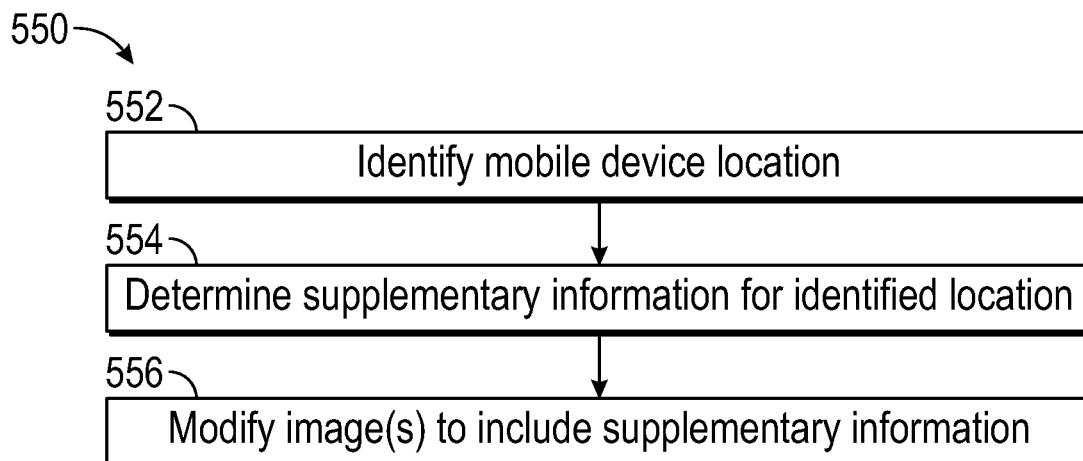 550
552
Identify mobile device location
554
Determine supplementary information for identified location
556
Modify image(s) to include supplementary information